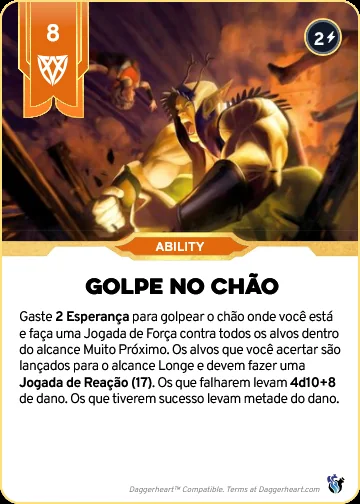 8
2
ABILITY
GOLPE NO CHÃO
Gaste 2 Esperança para golpear o chão onde você está
e faça uma Jogada de Força contra todos os alvos dentro
do alcance Muito Próximo. Os alvos que você acertar são
lançados para o alcance Longe e devem fazer uma
Jogada de Reação (17). Os que falharem levam 4d10+8
de dano. Os que tiverem sucesso levam metade do dano.
Daggerheart™ Compatible. Terms at Daggerheart.com